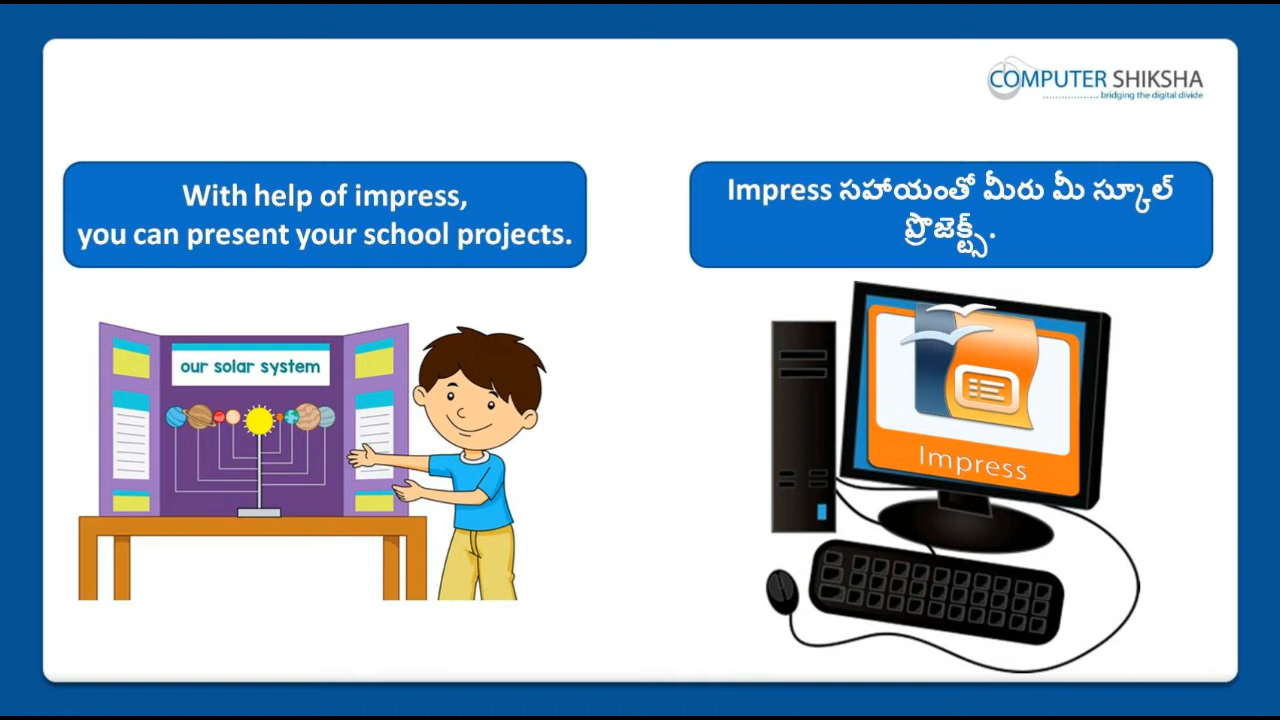 COMPUTER SHIKSHA
bridging the digital divide
With help of impress,
you can present your school projects.
Impress సహాయంతో మీరు మీ స్కూల్
ప్రొజెక్ట్స్.
our solar system
Impress